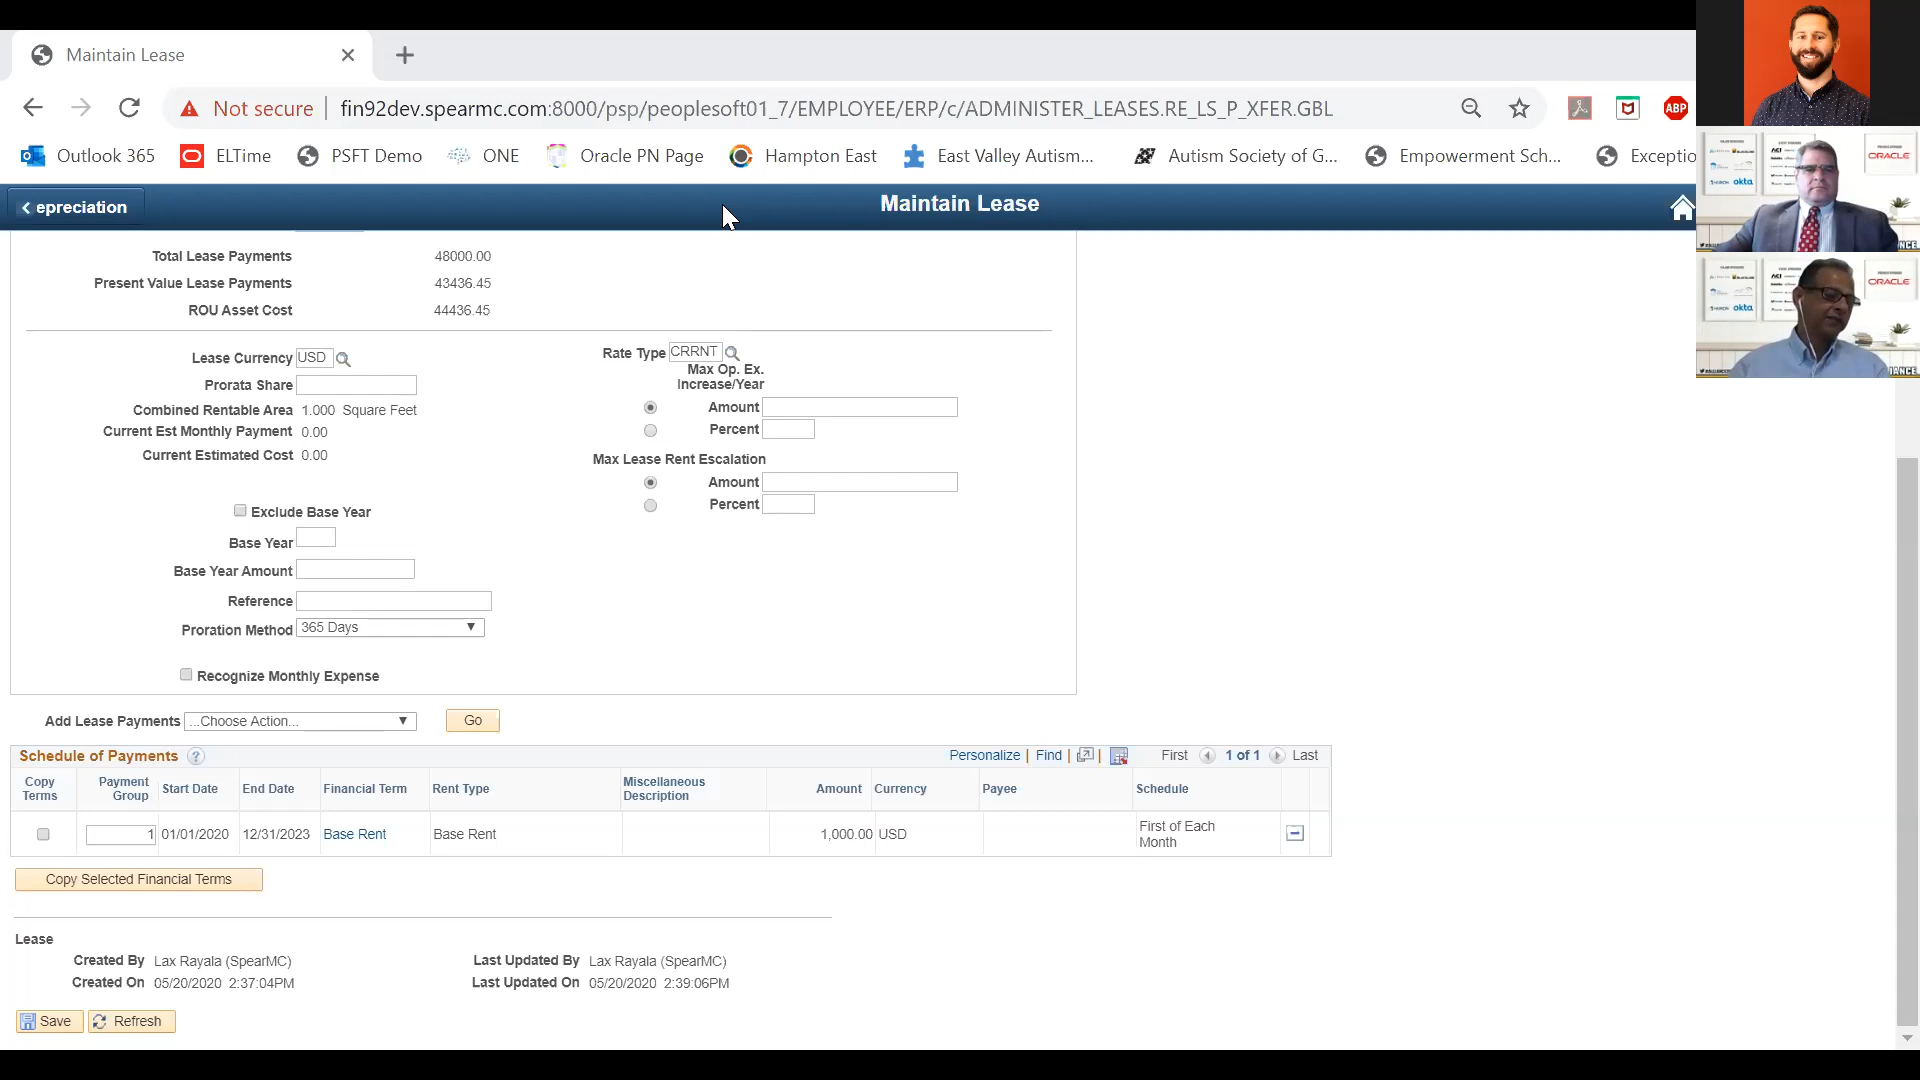 Maintain Lease
Not secure fin92dev.spearmc.com:8000/psp/peoplesoft01_7/EMPLOYEE/ERP/c/ADMINISTER_LEASES.RE_LS_P_XFER.GBL ABP
Outlook 365 ELTime PSFT Demo ONE Oracle PN Page Hampton East East Valley Autism... Autism Society of G... Empowerment Sch... Exceptio
epreciation
Maintain Lease
Total Lease Payments 48000.00
Present Value Lease Payments 43436.45
ROU Asset Cost 44436.45
Lease Currency USD
Prorata Share
Combined Rentable Area 1.000 Square Feet
Current Est Monthly Payment 0.00
Current Estimated Cost 0.00
Exclude Base Year
Base Year
Base Year Amount
Reference
Proration Method 365 Days
Recognize Monthly Expense
Rate Type CRRNT
Max Op. Ex.
Increase/Year
Amount
Percent
Max Lease Rent Escalation
Amount
Percent
Add Lease Payments ...Choose Action... Go
Schedule of Payments ? Personalize | Find | | First 1 of 1 Last
Copy Terms Payment Group Start Date End Date Financial Term Rent Type Miscellaneous Description Amount Currency Payee Schedule
1 01/01/2020 12/31/2023 Base Rent Base Rent 1,000.00 USD First of Each Month
Copy Selected Financial Terms
Lease
Created By Lax Rayala (SpearMC) Last Updated By Lax Rayala (SpearMC)
Created On 05/20/2020 2:37:04PM Last Updated On 05/20/2020 2:39:06PM
Save Refresh
ORACLE
okta
ORACLE
okta